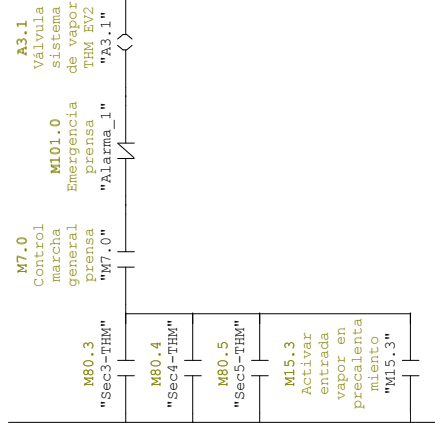 M80.3
"Sec3-THM"
M80.4
"Sec4-THM"
M80.5
"Sec5-THM"
M15.3
Activar
entrada
vapor en
precalenta
miento
"M15.3"
M7.0
Control
marcha
general
prensa
"M7.0"
M101.0
Emergencia
prensa
"Alarma_1"
A3.1
Válvula
sistema
de vapor
THM EV2
"A3.1"